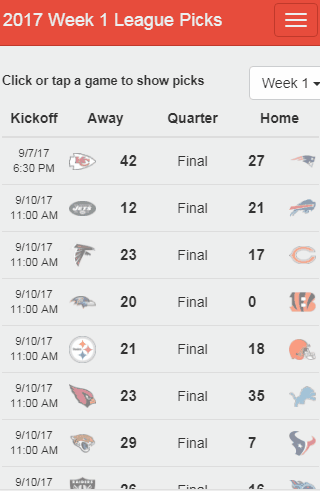 2017 Week 1 League Picks
Click or tap a game to show picks
Week 1
Kickoff Away Quarter Home
9/7/17
6:30 PM
42 Final 27
9/10/17
11:00 AM
JETS 12 Final 21
9/10/17
11:00 AM
23 Final 17
9/10/17
11:00 AM
20 Final 0
9/10/17
11:00 AM
21 Final 18
9/10/17
11:00 AM
23 Final 35
9/10/17
11:00 AM
29 Final 7
9/10/17
RAIDERS 26 Final 16